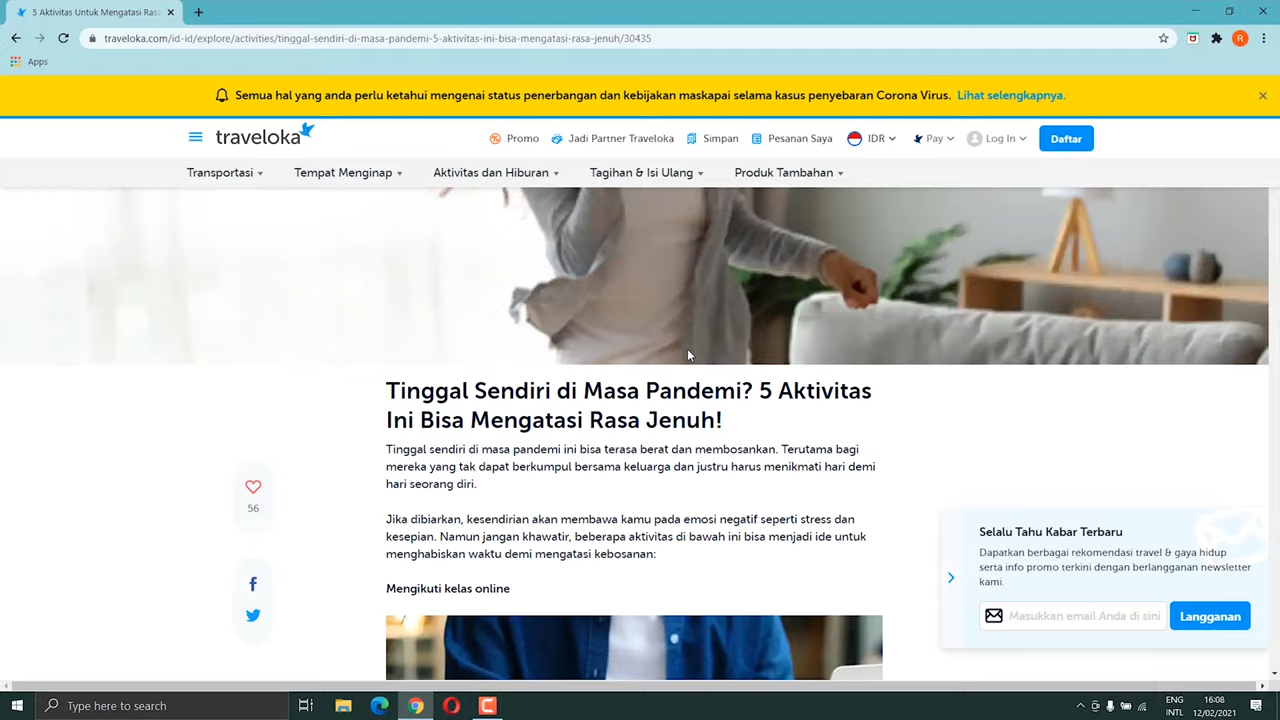 5 Aktivitas Untuk Mengatasi Rasa
traveloka.com/id-id/explore/activities/tinggal-sendiri-di-masa-pandemi-5-aktivitas-ini-bisa-mengatasi-rasa-jenuh/30435
R
Apps
Semua hal yang anda perlu ketahui mengenai status penerbangan dan kebijakan maskapai selama kasus penyebaran Corona Virus. Lihat selengkapnya.
traveloka
Promo
Jadi Partner Traveloka
Simpan
Pesanan Saya
IDR
Pay
Log In
Daftar
Transportasi
Tempat Menginap
Aktivitas dan Hiburan
Tagihan & Isi Ulang
Produk Tambahan
Tinggal Sendiri di Masa Pandemi? 5 Aktivitas
Ini Bisa Mengatasi Rasa Jenuh!
Tinggal sendiri di masa pandemi ini bisa terasa berat dan membosankan. Terutama bagi
mereka yang tak dapat berkumpul bersama keluarga dan justru harus menikmati hari demi
hari seorang diri.
56
Jika dibiarkan, kesendirian akan membawa kamu pada emosi negatif seperti stress dan
kesepian. Namun jangan khawatir, beberapa aktivitas di bawah ini bisa menjadi ide untuk
menghabiskan waktu demi mengatasi kebosanan:
Mengikuti kelas online
Selalu Tahu Kabar Terbaru
Dapatkan berbagai rekomendasi travel & gaya hidup
serta info promo terkini dengan berlangganan newsletter
kami.
Masukkan email Anda di sini
Langganan
Type here to search
ENG
INTL
16:08
12/02/2021